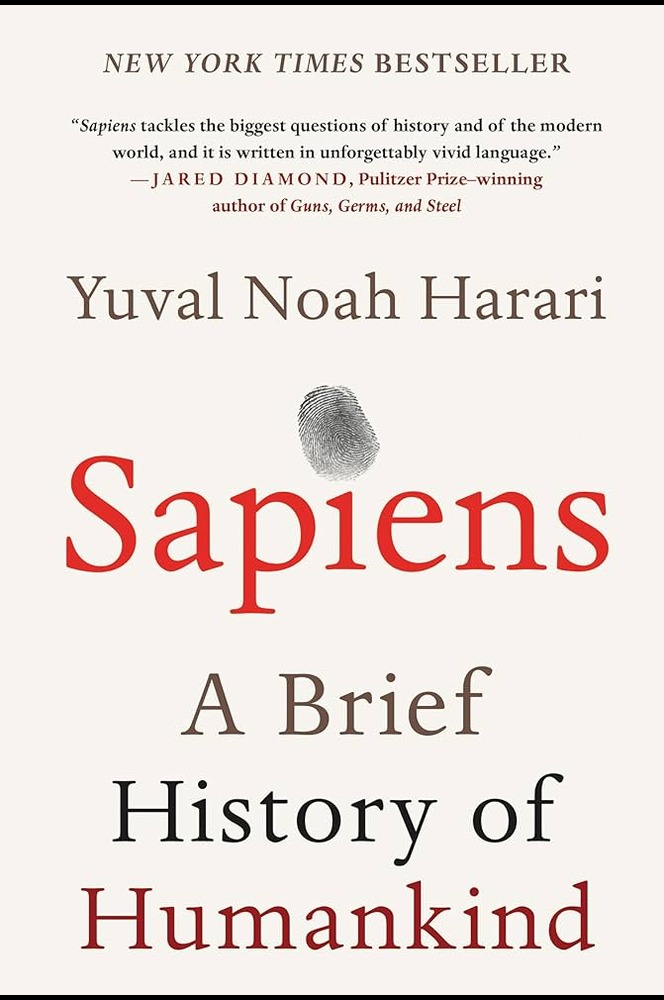 NEW YORK TIMES BESTSELLER
“Sapiens tackles the biggest questions of history and of the modern
world, and it is written in unforgettably vivid language.”
—JARED DIAMOND, Pulitzer Prize–winning
author of Guns, Germs, and Steel
Yuval Noah Harari
Sapiens
A Brief
History of
Humankind